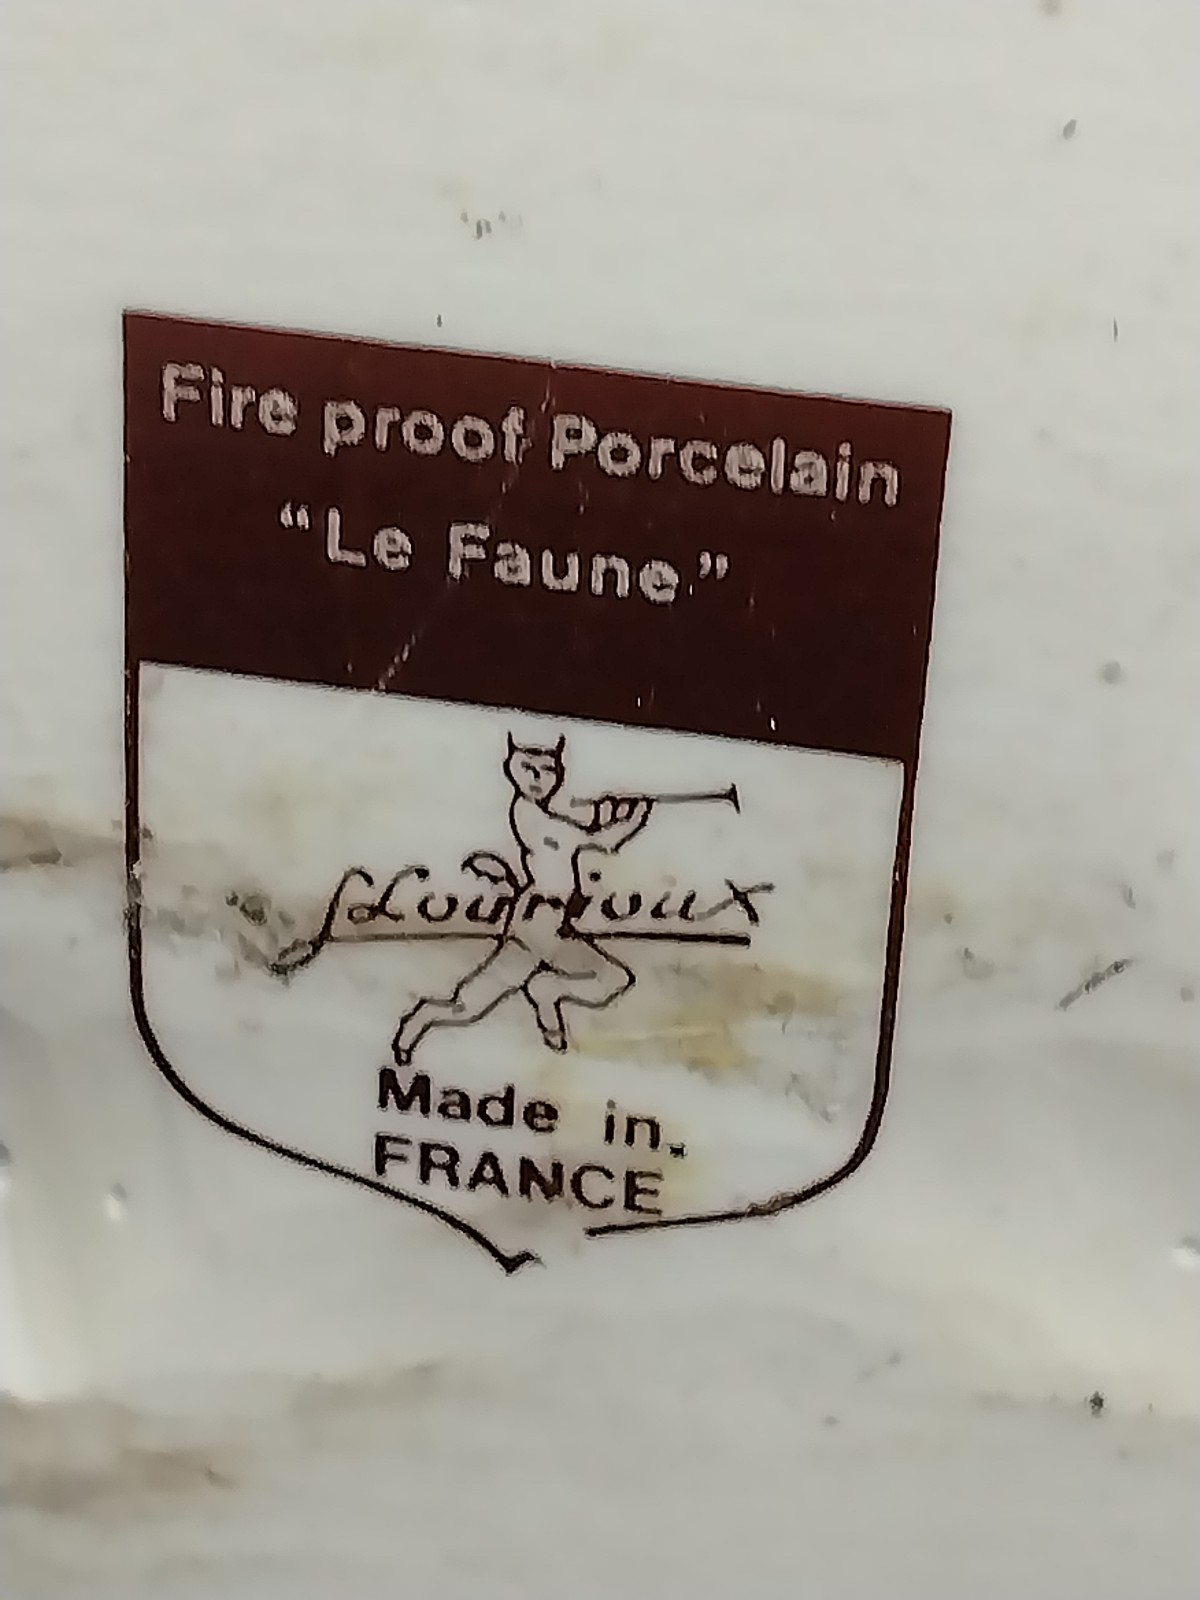 Fire proof Porcelain
"Le Faune"
Lourioux
Made in.
FRANCE